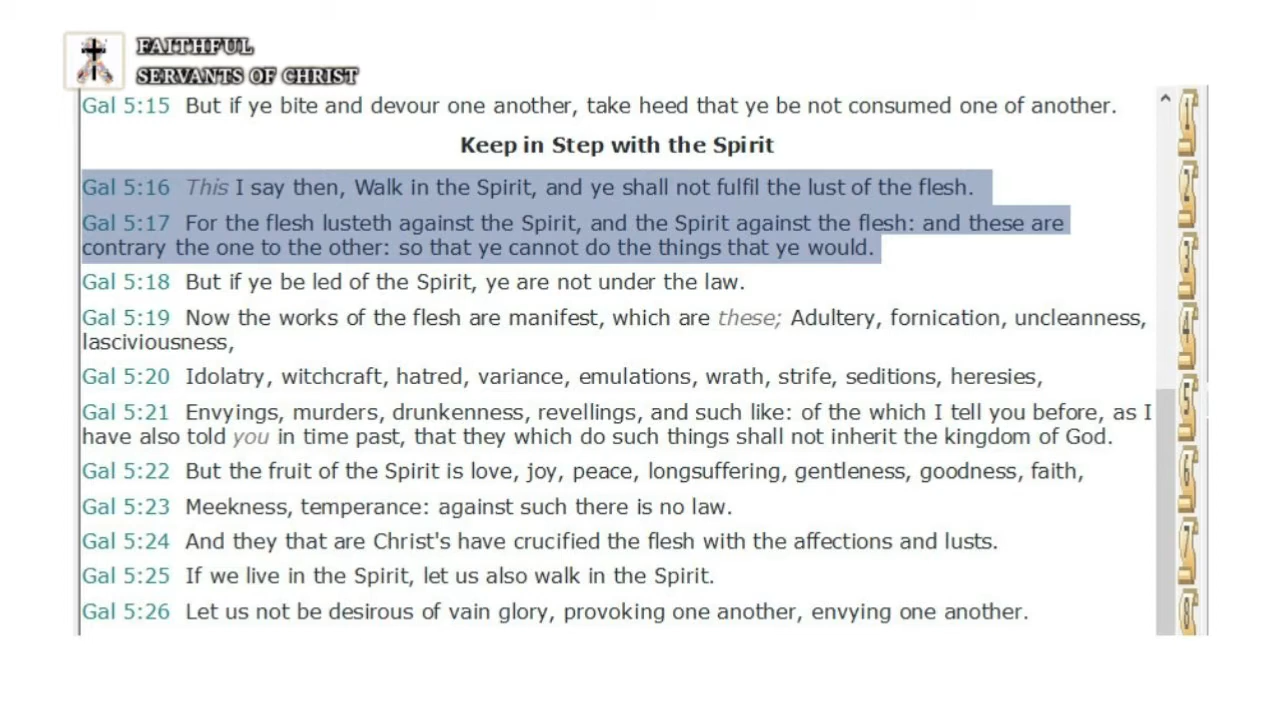 FAITHFUL
SERVANTS OF CHRIST
Gal 5:15 But if ye bite and devour one another, take heed that ye be not consumed one of another.
Keep in Step with the Spirit
Gal 5:16 This I say then, Walk in the Spirit, and ye shall not fulfil the lust of the flesh.
Gal 5:17 For the flesh lusteth against the Spirit, and the Spirit against the flesh: and these are
contrary the one to the other: so that ye cannot do the things that ye would.
Gal 5:18 But if ye be led of the Spirit, ye are not under the law.
Gal 5:19 Now the works of the flesh are manifest, which are these; Adultery, fornication, uncleanness,
lasciviousness,
Gal 5:20 Idolatry, witchcraft, hatred, variance, emulations, wrath, strife, seditions, heresies,
Gal 5:21 Envyings, murders, drunkenness, revellings, and such like: of the which I tell you before, as I
have also told you in time past, that they which do such things shall not inherit the kingdom of God.
Gal 5:22 But the fruit of the Spirit is love, joy, peace, longsuffering, gentleness, goodness, faith,
Gal 5:23 Meekness, temperance: against such there is no law.
Gal 5:24 And they that are Christ's have crucified the flesh with the affections and lusts.
Gal 5:25 If we live in the Spirit, let us also walk in the Spirit.
Gal 5:26 Let us not be desirous of vain glory, provoking one another, envying one another.
1
2
3
4
5
6
7
8